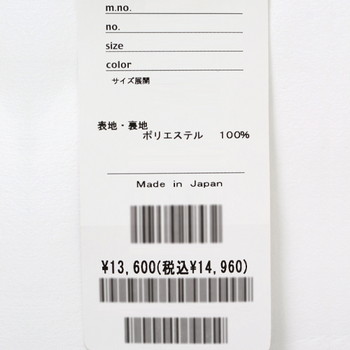 m.no.
no.
size
color
サイズ展開
表地・裏地
ポリエステル 100%
Made in Japan
¥13,600(税込¥14,960)